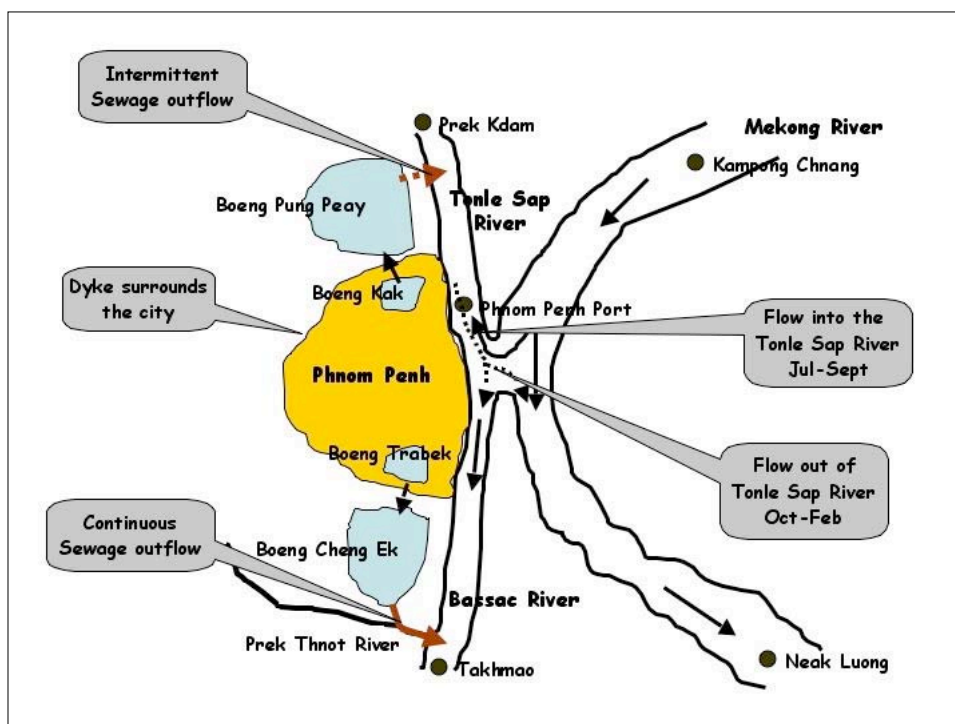 Intermittent
Sewage outflow
Prek Kdam
Mekong River
Kampong Chnang
Boeng Pung Peay
Tonle Sap
River
Dyke surrounds
the city
Boeng Kak
Phnom Penh Port
Flow into the
Tonle Sap River
Jul-Sept
Phnom Penh
Boeng Trabek
Flow out of
Tonle Sap River
Oct-Feb
Continuous
Sewage outflow
Boeng Cheng Ek
Bassac River
Prek Thnot River
Takhmao
Neak Luong